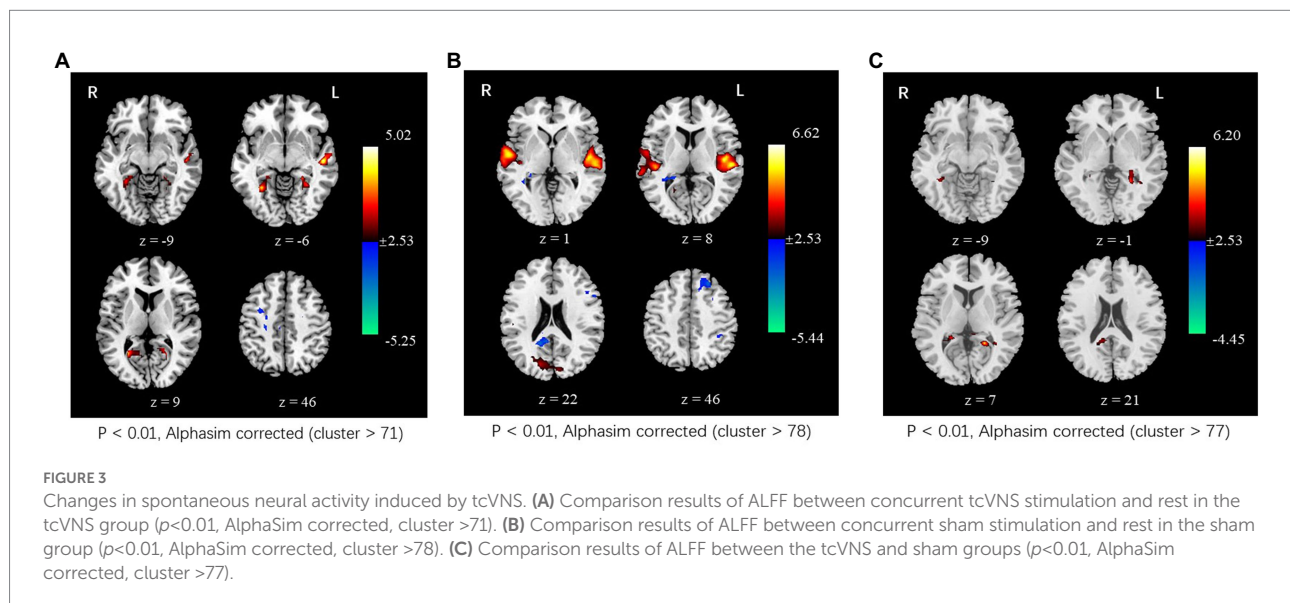 A
R
L
5.02
z = -9
z = -6
±2.53
z = 9
z = 46
-5.25
P < 0.01, Alphasim corrected (cluster > 71)
B
R
L
6.62
z = 1
z = 8
±2.53
z = 22
z = 46
-5.44
P < 0.01, Alphasim corrected (cluster > 78)
C
R
L
6.20
z = -9
z = -1
±2.53
z = 7
z = 21
-4.45
P < 0.01, Alphasim corrected (cluster > 77)
FIGURE 3
Changes in spontaneous neural activity induced by tcVNS. (A) Comparison results of ALFF between concurrent tcVNS stimulation and rest in the
tcVNS group (p<0.01, AlphaSim corrected, cluster >71). (B) Comparison results of ALFF between concurrent sham stimulation and rest in the sham
group (p<0.01, AlphaSim corrected, cluster >78). (C) Comparison results of ALFF between the tcVNS and sham groups (p<0.01, AlphaSim
corrected, cluster >77).